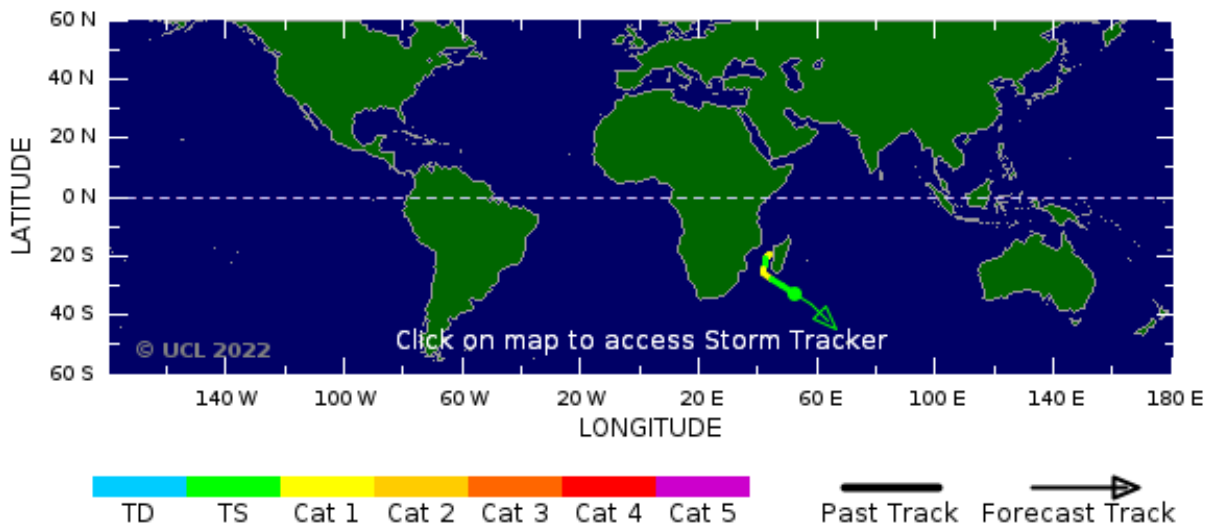 60 N
40 N
20 N
0 N
20 S
40 S
60 S
LATITUDE
Click on map to access Storm Tracker
© UCL 2022
140 W 100 W 60 W 20 W 20 E 60 E 100 E 140 E 180 E
LONGITUDE
TD TS Cat 1 Cat 2 Cat 3 Cat 4 Cat 5 Past Track Forecast Track